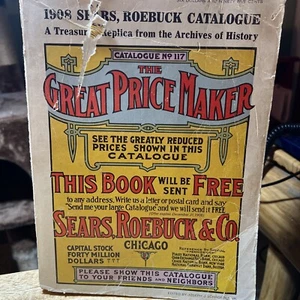 1908 SEARS, ROEBUCK CATALOGUE
A Treasured Replica from the Archives of History
CATALOGUE No 117
THE
GREAT PRICE MAKER
SEE THE GREATLY REDUCED
PRICES SHOWN IN THIS
CATALOGUE
THIS BOOK WILL BE SENT FREE
to any address. Write us a letter or postal card and say
"Send me your large Catalogue" and we will send it FREE
SEARS, ROEBUCK & CO.
CAPITAL STOCK
FORTY MILLION
DOLLARS
CHICAGO
PLEASE SHOW THIS CATALOGUE
TO YOUR FRIENDS AND NEIGHBORS